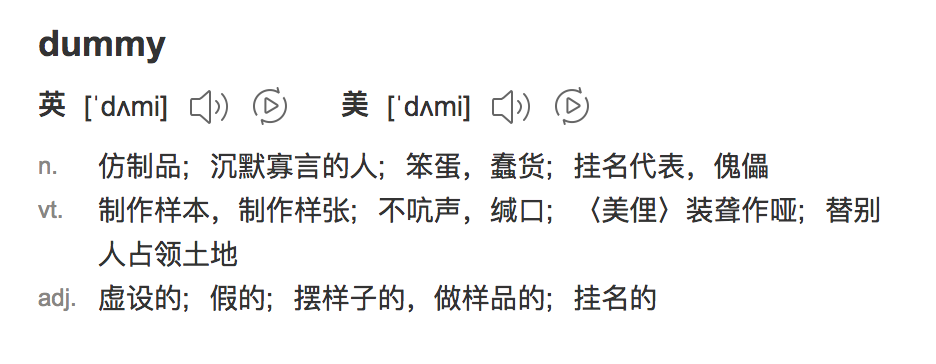 dummy
英 [ˈdʌmi] 美 [ˈdʌmi]
n. 仿制品; 沉默寡言的人; 笨蛋，蠢货; 挂名代表，傀儡
vt. 制作样本，制作样张; 不吭声，缄口; 〈美俚〉装聋作哑; 替别
人占领土地
adj. 虚设的; 假的; 摆样子的，做样品的; 挂名的